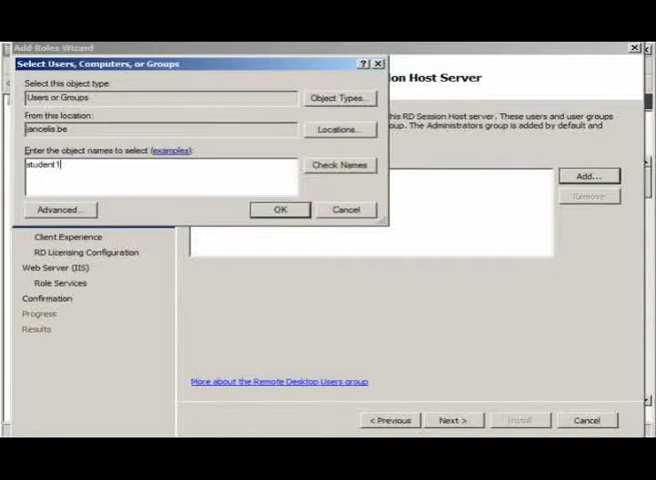 Add Roles Wizard
Select Users, Computers, or Groups
Select this object type:
Users or Groups
Object Types...
From this location:
jancelis.be
Locations...
Enter the object names to select (examples):
student1
Check Names
Advanced...
OK
Cancel
ion Host Server
his RD Session Host server. These users and user groups
oup. The Administrators group is added by default and
Add...
Remove
Client Experience
RD Licensing Configuration
Web Server (IIS)
Role Services
Confirmation
Progress
Results
More about the Remote Desktop Users group
< Previous
Next >
Install
Cancel